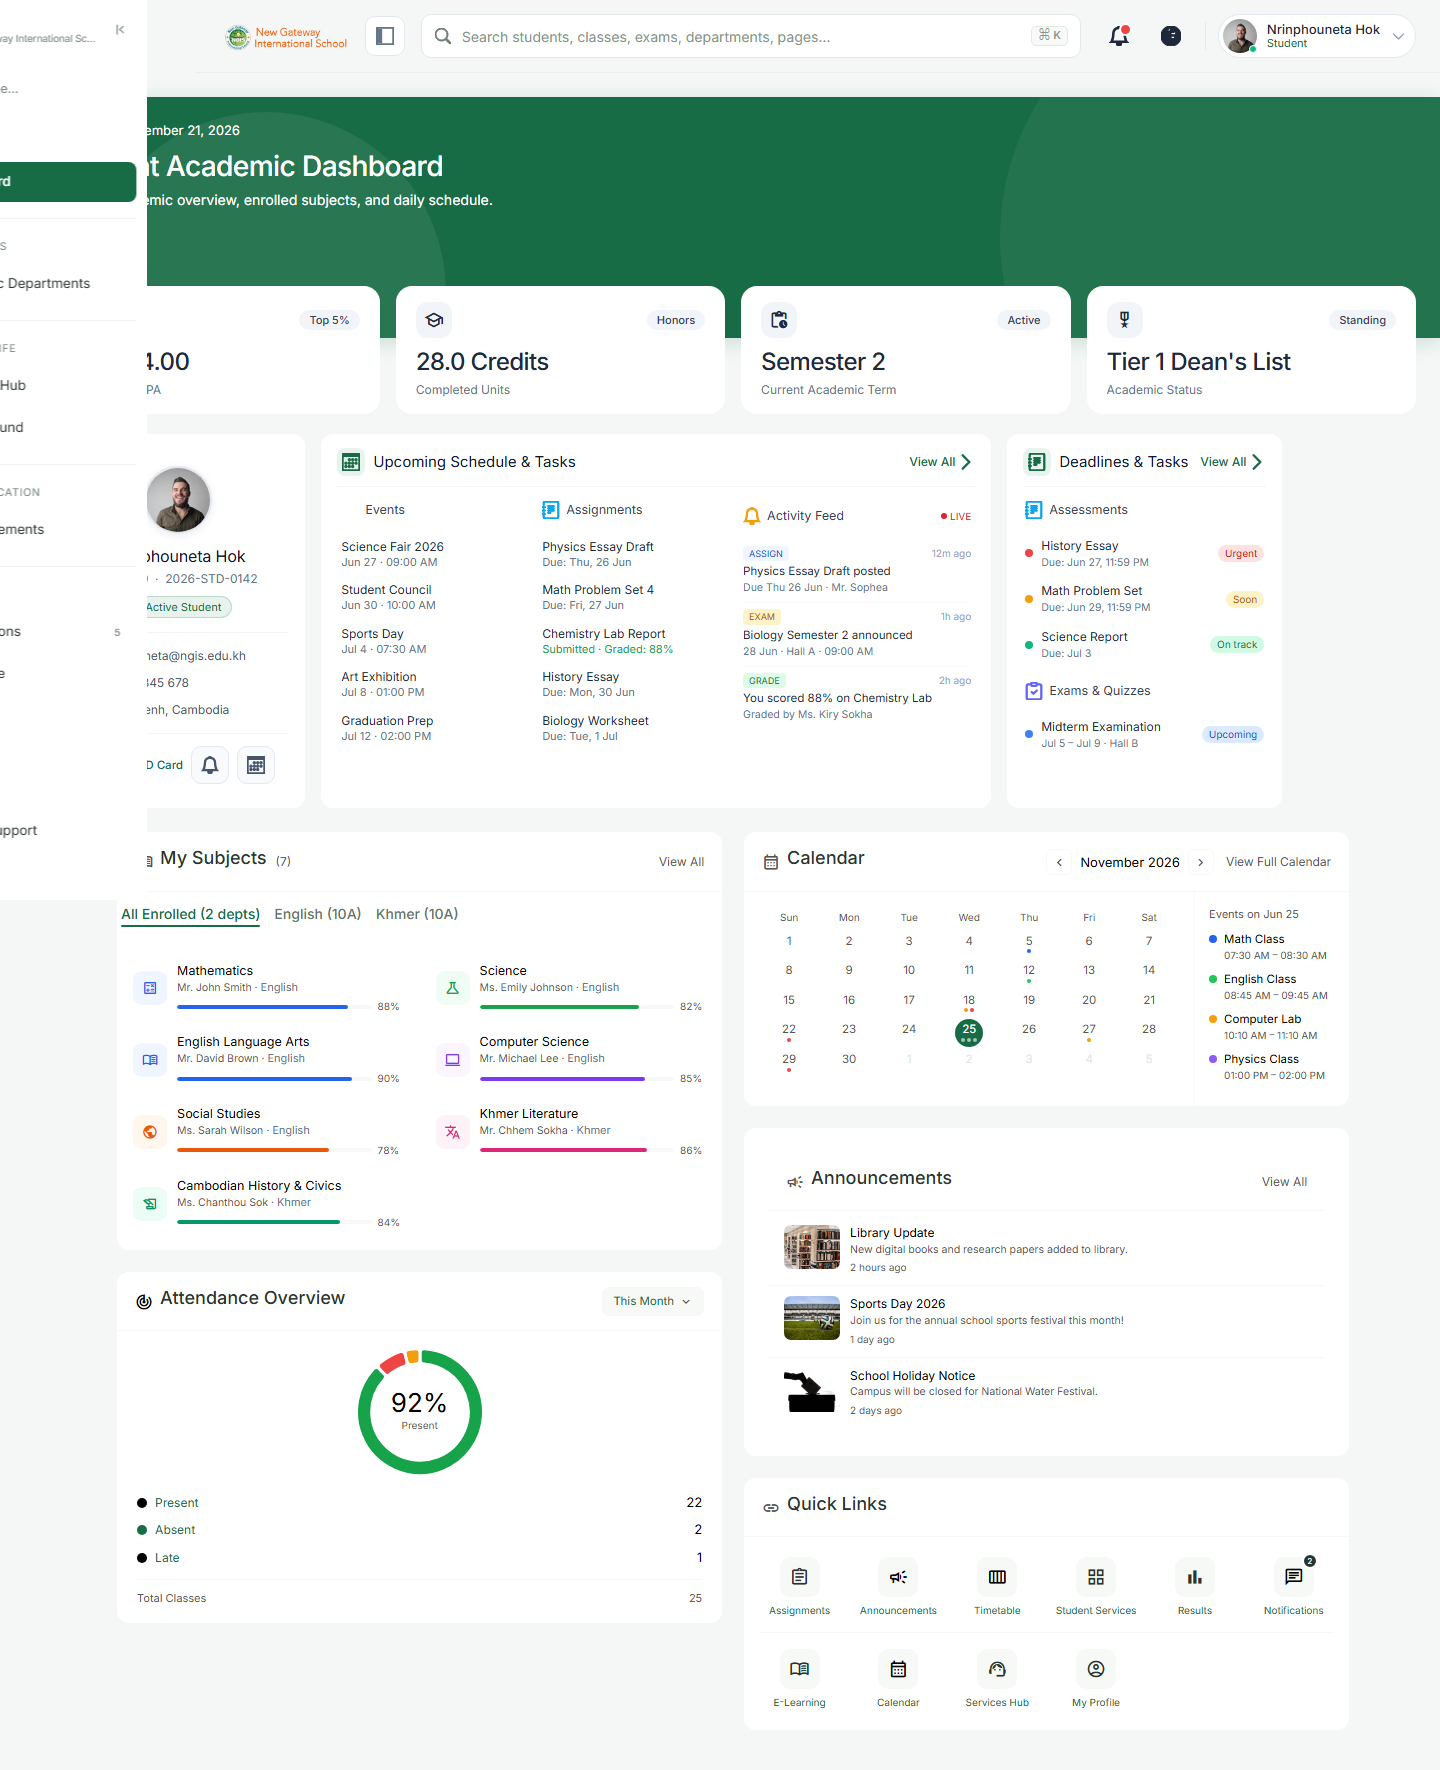 way International Sc...
e...
rd
S
c Departments
IFE
Hub
und
CATION
ements
ons 5
e
upport
New Gateway
International School
Search students, classes, exams, departments, pages...
⌘ K
Nrinphouneta Hok
Student
ember 21, 2026
t Academic Dashboard
emic overview, enrolled subjects, and daily schedule.
Top 5%
4.00
PA
Honors
28.0 Credits
Completed Units
Active
Semester 2
Current Academic Term
Standing
Tier 1 Dean's List
Academic Status
phouneta Hok
· 2026-STD-0142
Active Student
neta@ngis.edu.kh
345 678
enh, Cambodia
D Card
Upcoming Schedule & Tasks
View All
Events
Science Fair 2026
Jun 27 · 09:00 AM
Student Council
Jun 30 · 10:00 AM
Sports Day
Jul 4 · 07:30 AM
Art Exhibition
Jul 8 · 01:00 PM
Graduation Prep
Jul 12 · 02:00 PM
Assignments
Physics Essay Draft
Due: Thu, 26 Jun
Math Problem Set 4
Due: Fri, 27 Jun
Chemistry Lab Report
Submitted · Graded: 88%
History Essay
Due: Mon, 30 Jun
Biology Worksheet
Due: Tue, 1 Jul
Activity Feed
LIVE
ASSIGN 12m ago
Physics Essay Draft posted
Due Thu 26 Jun · Mr. Sophea
EXAM 1h ago
Biology Semester 2 announced
28 Jun · Hall A · 09:00 AM
GRADE 2h ago
You scored 88% on Chemistry Lab
Graded by Ms. Kiry Sokha
Deadlines & Tasks
View All
Assessments
History Essay
Due: Jun 27, 11:59 PM
Urgent
Math Problem Set
Due: Jun 29, 11:59 PM
Soon
Science Report
Due: Jul 3
On track
Exams & Quizzes
Midterm Examination
Jul 5 – Jul 9 · Hall B
Upcoming
My Subjects (7)
View All
All Enrolled (2 depts) English (10A) Khmer (10A)
Mathematics
Mr. John Smith · English
88%
Science
Ms. Emily Johnson · English
82%
English Language Arts
Mr. David Brown · English
90%
Computer Science
Mr. Michael Lee · English
85%
Social Studies
Ms. Sarah Wilson · English
78%
Khmer Literature
Mr. Chhem Sokha · Khmer
86%
Cambodian History & Civics
Ms. Chanthou Sok · Khmer
84%
Attendance Overview
This Month
92%
Present
Present 22
Absent 2
Late 1
Total Classes 25
Calendar
November 2026
View Full Calendar
Sun Mon Tue Wed Thu Fri Sat
1 2 3 4 5 6 7
8 9 10 11 12 13 14
15 16 17 18 19 20 21
22 23 24 25 26 27 28
29 30 1 2 3 4 5
Events on Jun 25
Math Class
07:30 AM – 08:30 AM
English Class
08:45 AM – 09:45 AM
Computer Lab
10:10 AM – 11:10 AM
Physics Class
01:00 PM – 02:00 PM
Announcements
View All
Library Update
New digital books and research papers added to library.
2 hours ago
Sports Day 2026
Join us for the annual school sports festival this month!
1 day ago
School Holiday Notice
Campus will be closed for National Water Festival.
2 days ago
Quick Links
2
Assignments Announcements Timetable Student Services Results Notifications
E-Learning Calendar Services Hub My Profile